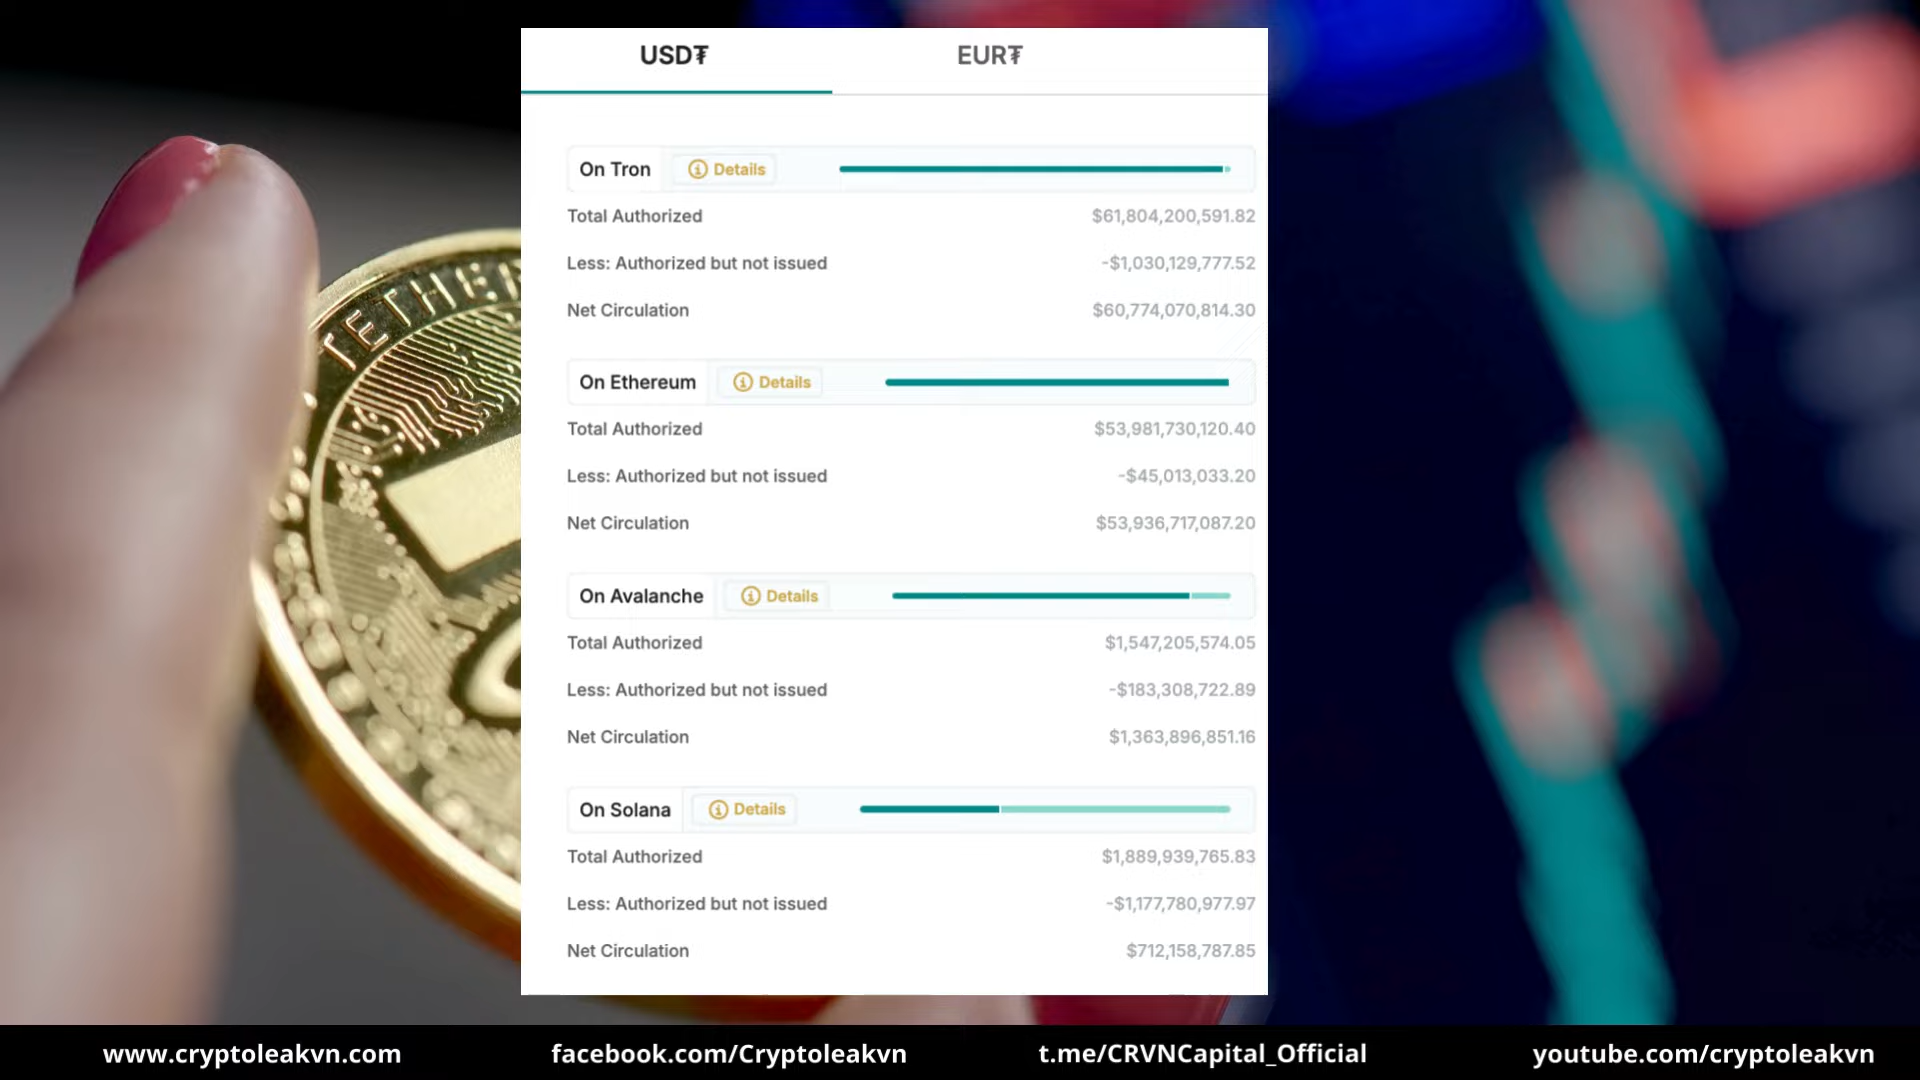 USD₮ EUR₮
On Tron Details
Total Authorized $61,804,200,591.82
Less: Authorized but not issued -$1,030,129,777.52
Net Circulation $60,774,070,814.30
On Ethereum Details
Total Authorized $53,981,730,120.40
Less: Authorized but not issued -$45,013,033.20
Net Circulation $53,936,717,087.20
On Avalanche Details
Total Authorized $1,547,205,574.05
Less: Authorized but not issued -$183,308,722.89
Net Circulation $1,363,896,851.16
On Solana Details
Total Authorized $1,889,939,765.83
Less: Authorized but not issued -$1,177,780,977.97
Net Circulation $712,158,787.85
TETHER
www.cryptoleakvn.com facebook.com/Cryptoleakvn t.me/CRVNCapital_Official youtube.com/cryptoleakvn